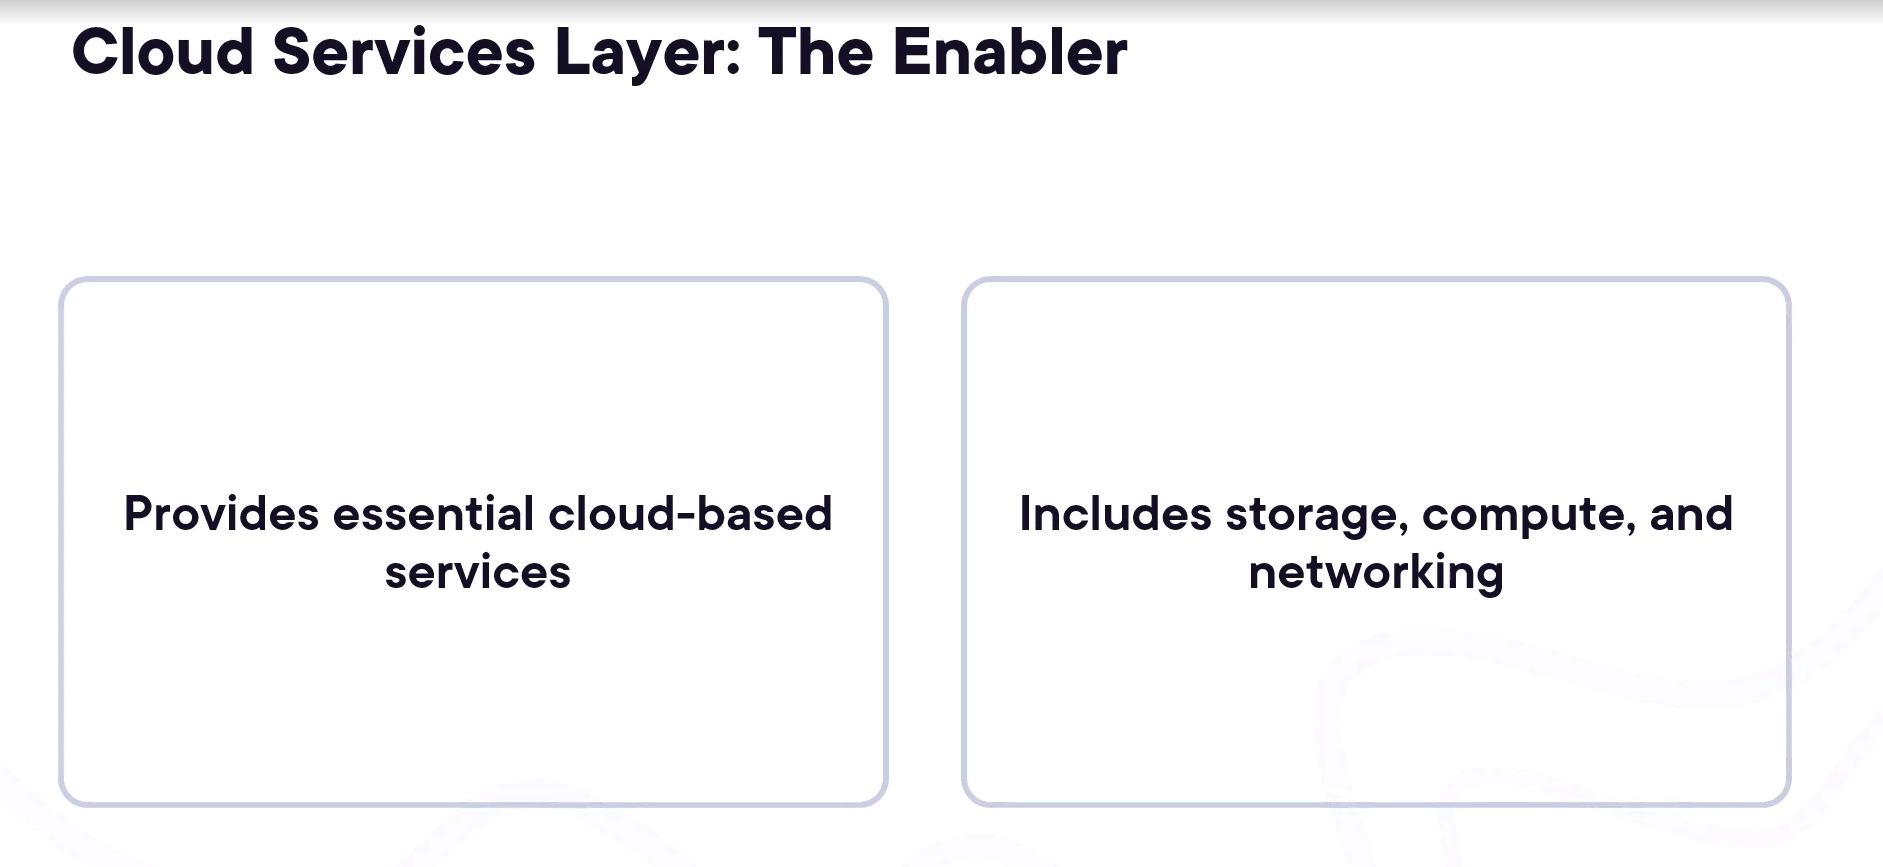 Cloud Services Layer: The Enabler
Provides essential cloud-based
services
Includes storage, compute, and
networking